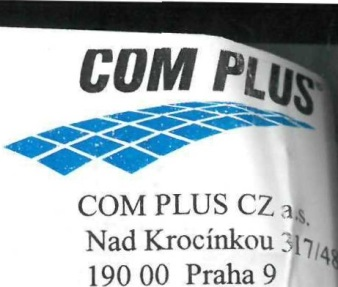 COM PLUS
COM PLUS CZ a.s.
Nad Krocínkou 317/48
190 00 Praha 9